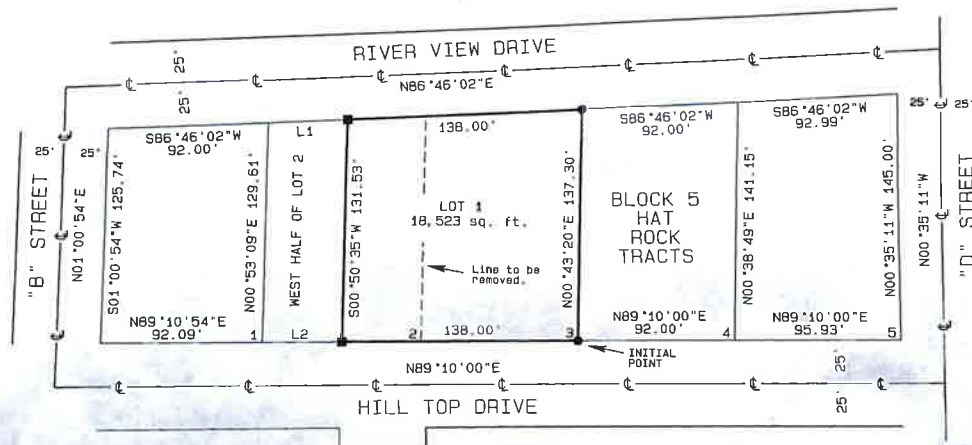 RIVER VIEW DRIVE
25'
25'
N86°46'02"E
25'
25'
25'
25'
"B" STREET
N01°00'54"E
S86°46'02"W
92.00'
S01°00'54"W 125.74'
N00°53'09"E 129.61'
N89°10'54"E
92.09'
1
L1
WEST HALF OF LOT 2
L2
S00°50'35"W 131.53'
138.00'
LOT 1
18,523 sq. ft.
Line to be
removed.
2
138.00'
3
N00°43'20"E 137.30'
S86°46'02"W
92.00'
BLOCK 5
HAT
ROCK
TRACTS
N89°10'00"E
92.00'
4
N00°38'49"E 141.15'
S86°46'02"W
92.99'
N00°35'11"W 145.00'
N89°10'00"E
95.93'
5
N00°35'11"W
"D" STREET
INITIAL
POINT
N89°10'00"E
25'
25'
HILL TOP DRIVE